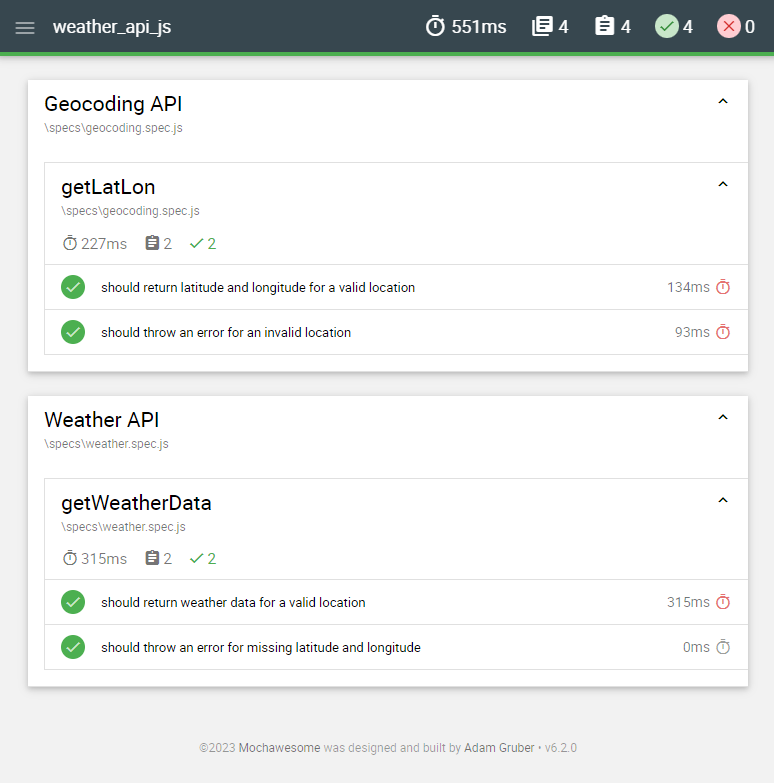 weather_api_js 551ms 4 4 4 0
Geocoding API
\specs\geocoding.spec.js
getLatLon
\specs\geocoding.spec.js
227ms 2 2
should return latitude and longitude for a valid location 134ms
should throw an error for an invalid location 93ms
Weather API
\specs\weather.spec.js
getWeatherData
\specs\weather.spec.js
315ms 2 2
should return weather data for a valid location 315ms
should throw an error for missing latitude and longitude 0ms
©2023 Mochawesome was designed and built by Adam Gruber • v6.2.0